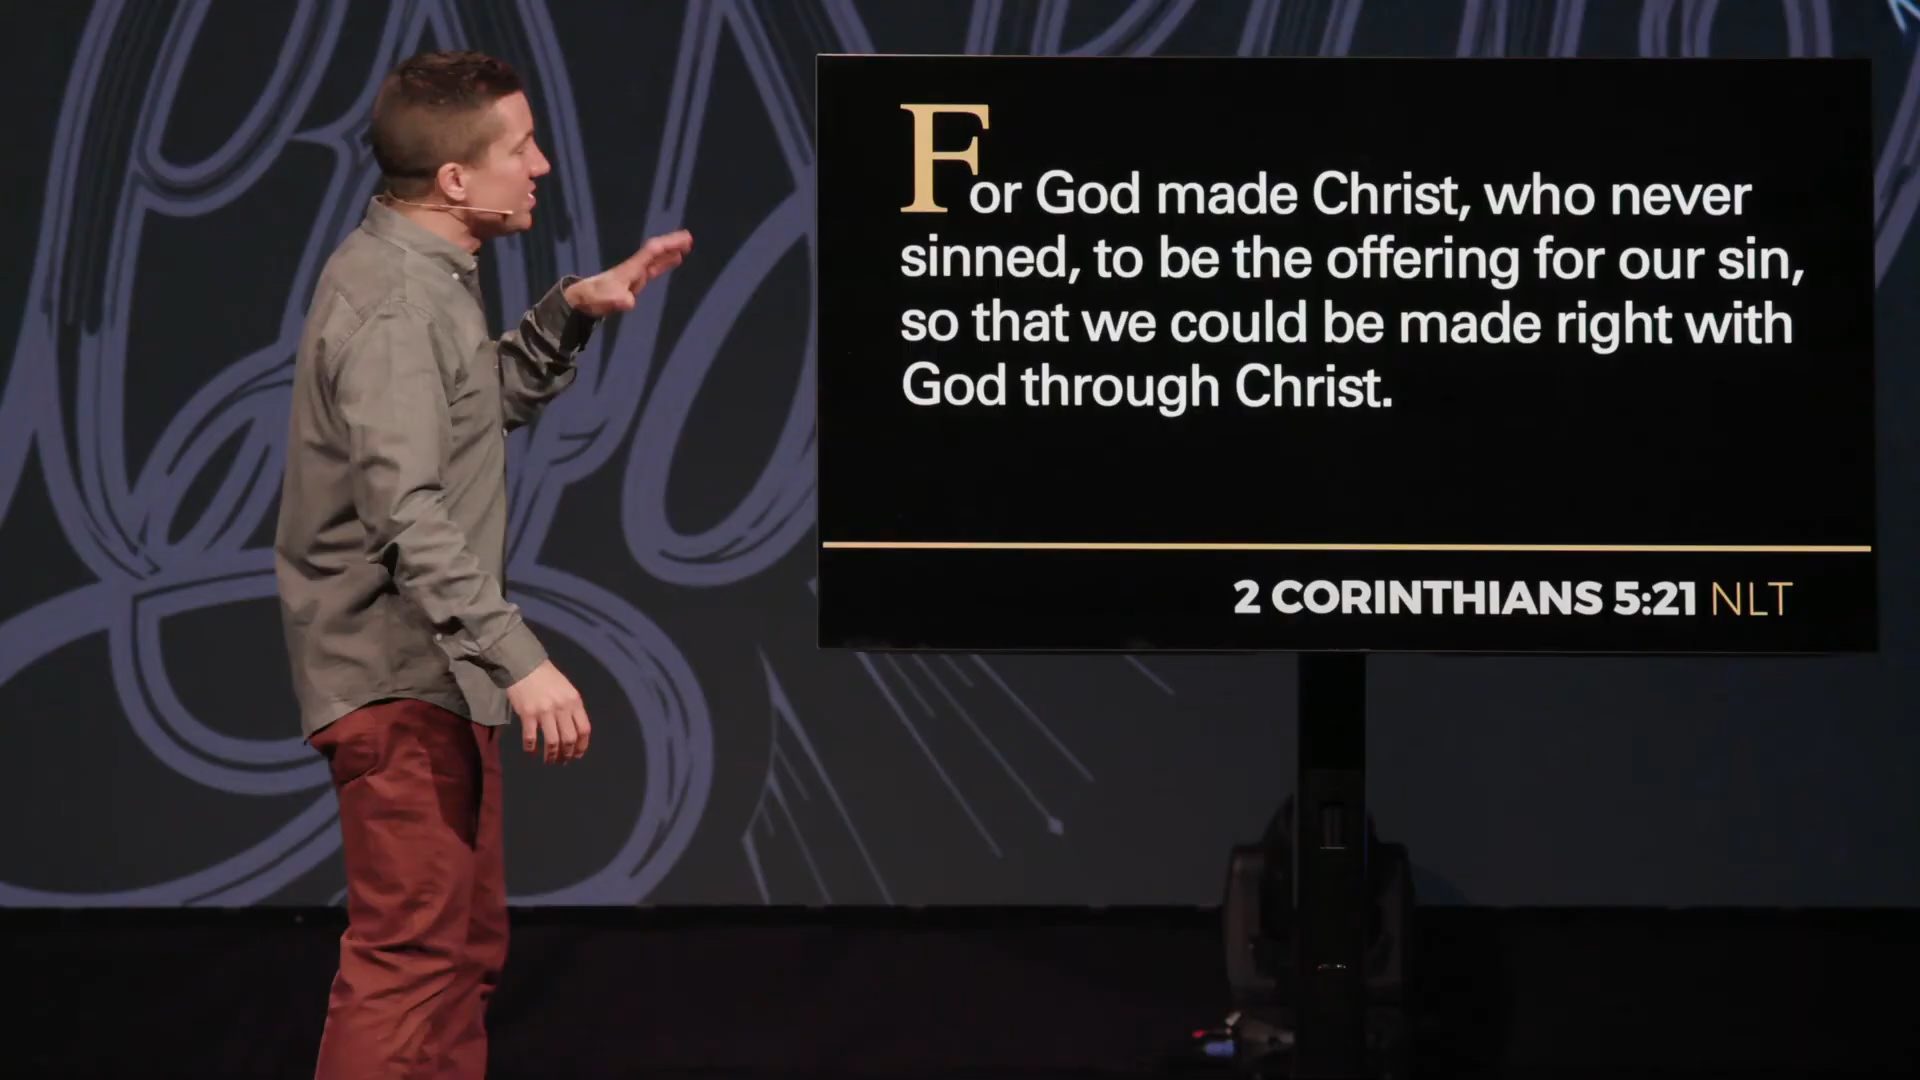 For God made Christ, who never
sinned, to be the offering for our sin,
so that we could be made right with
God through Christ.
2 CORINTHIANS 5:21 NLT